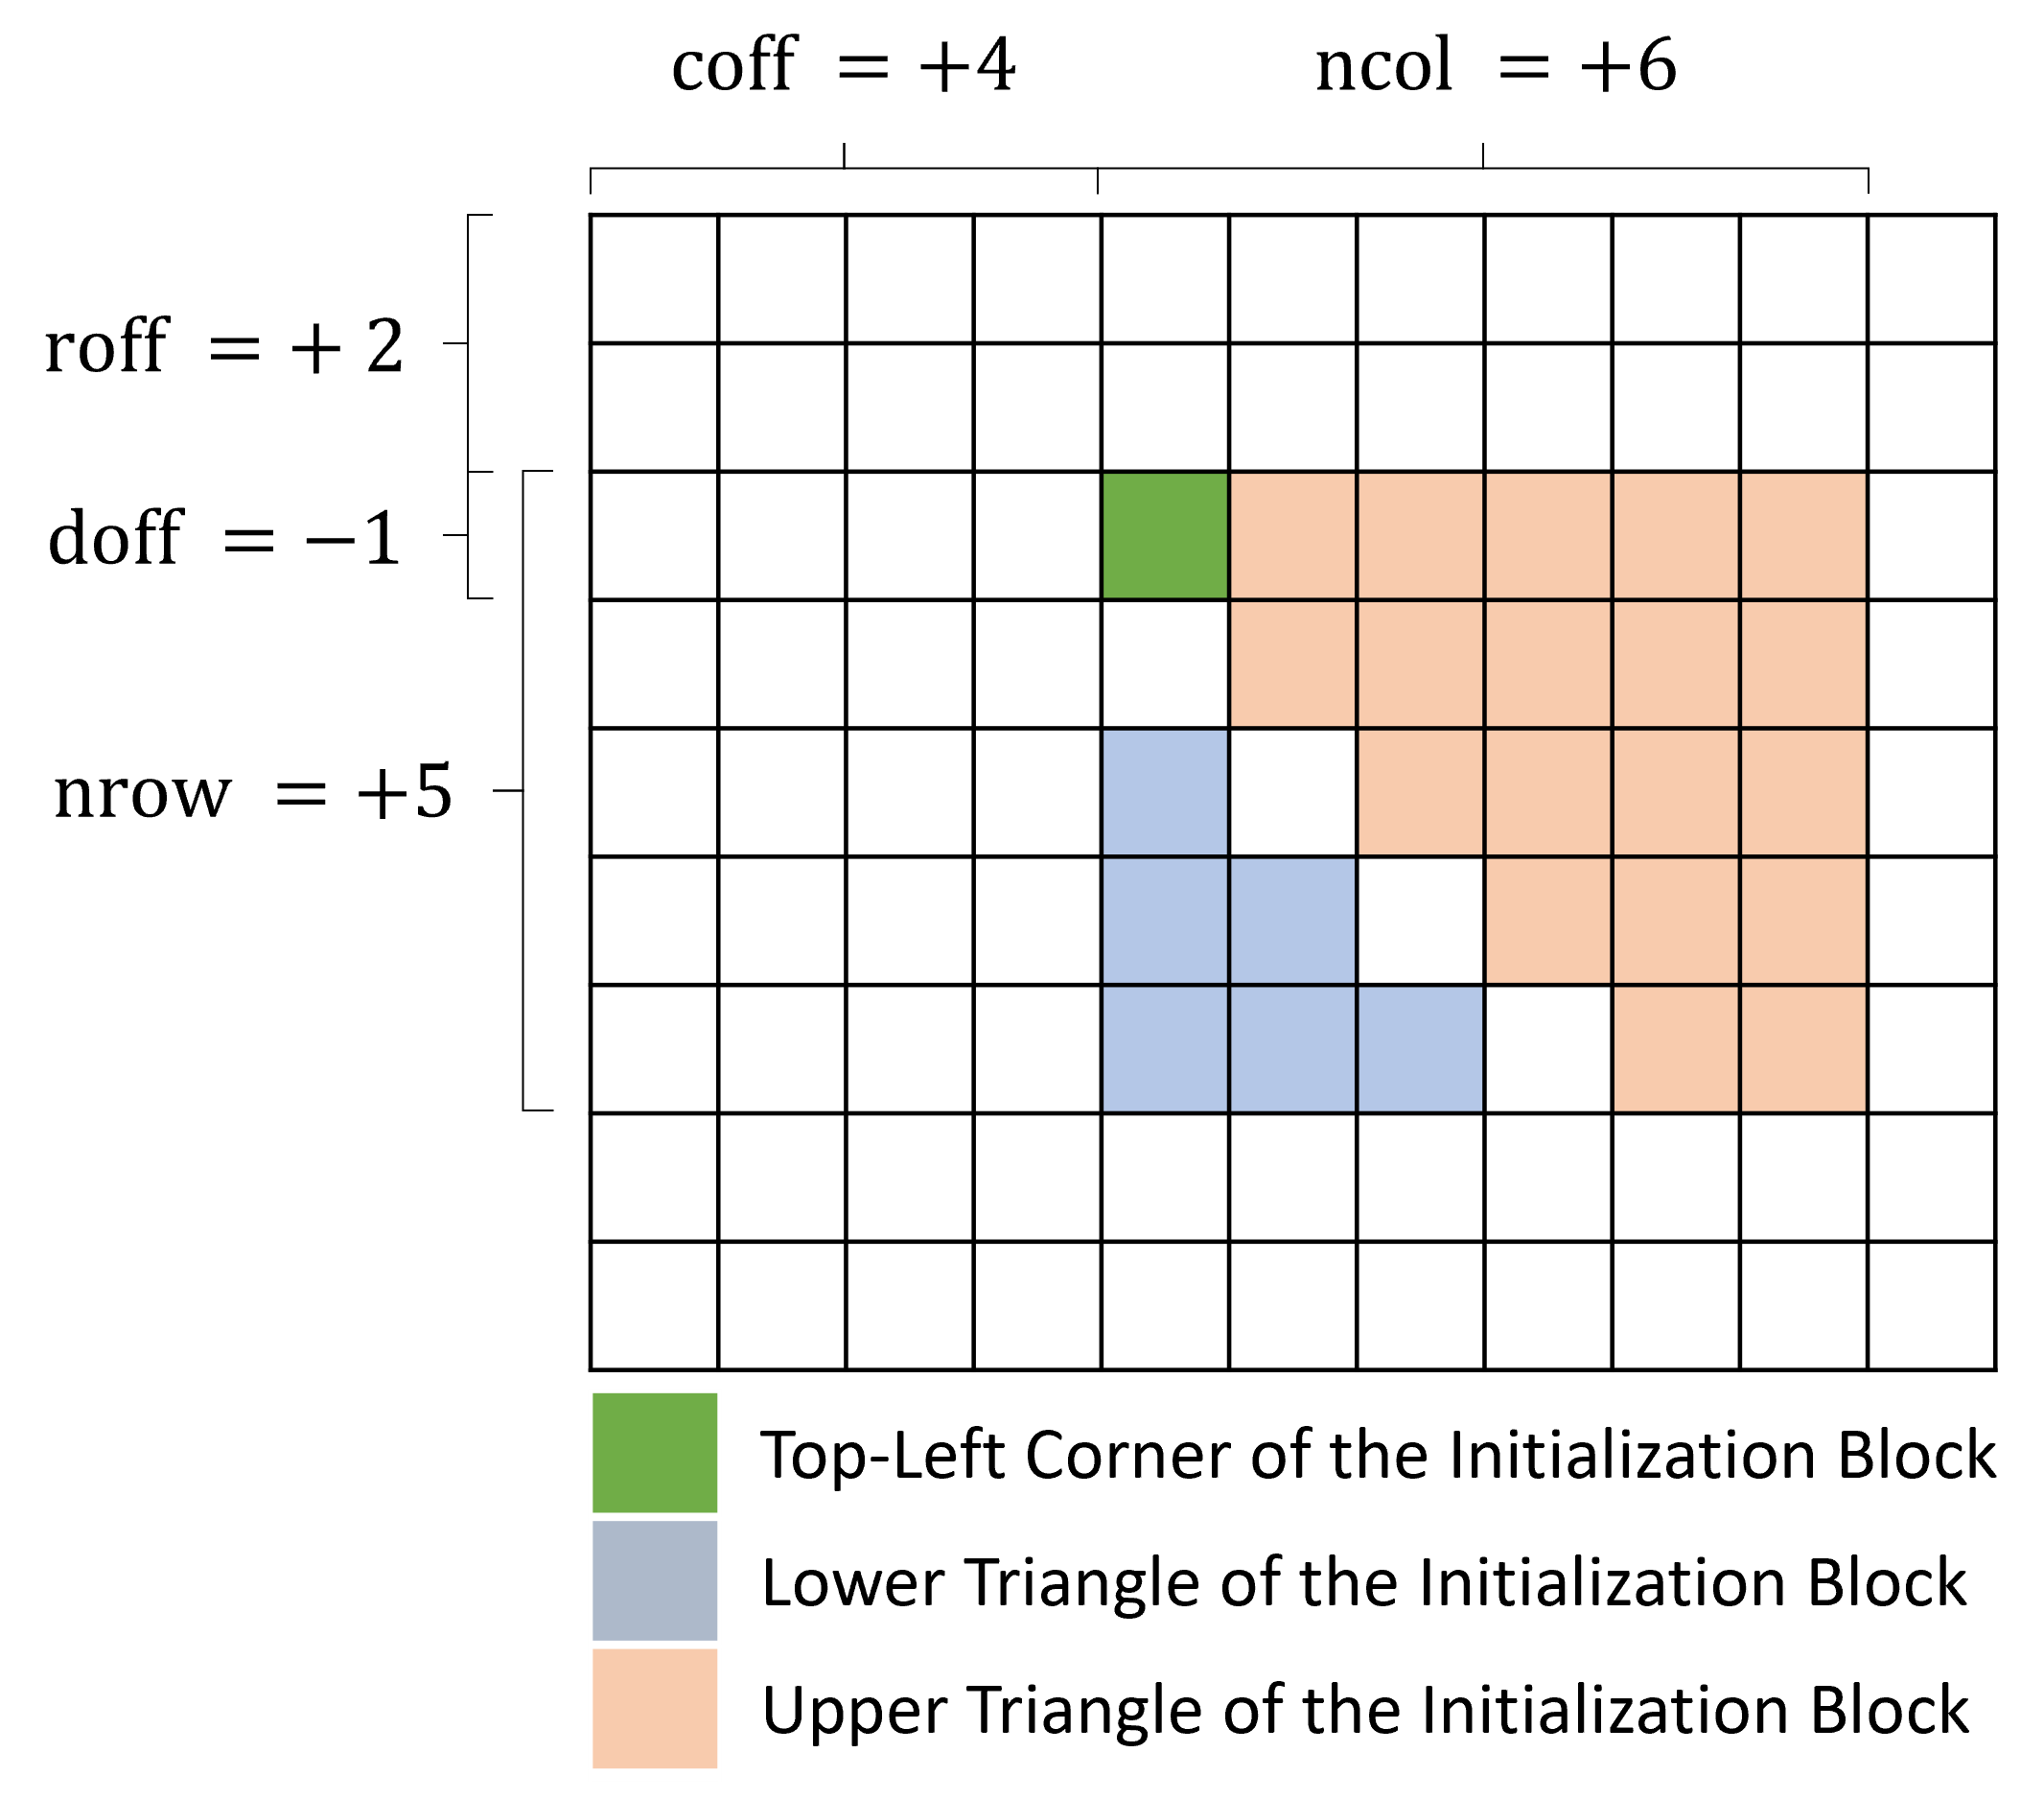 coff = +4
ncol = +6
roff = + 2
doff = −1
nrow = +5
Top-Left Corner of the Initialization Block
Lower Triangle of the Initialization Block
Upper Triangle of the Initialization Block